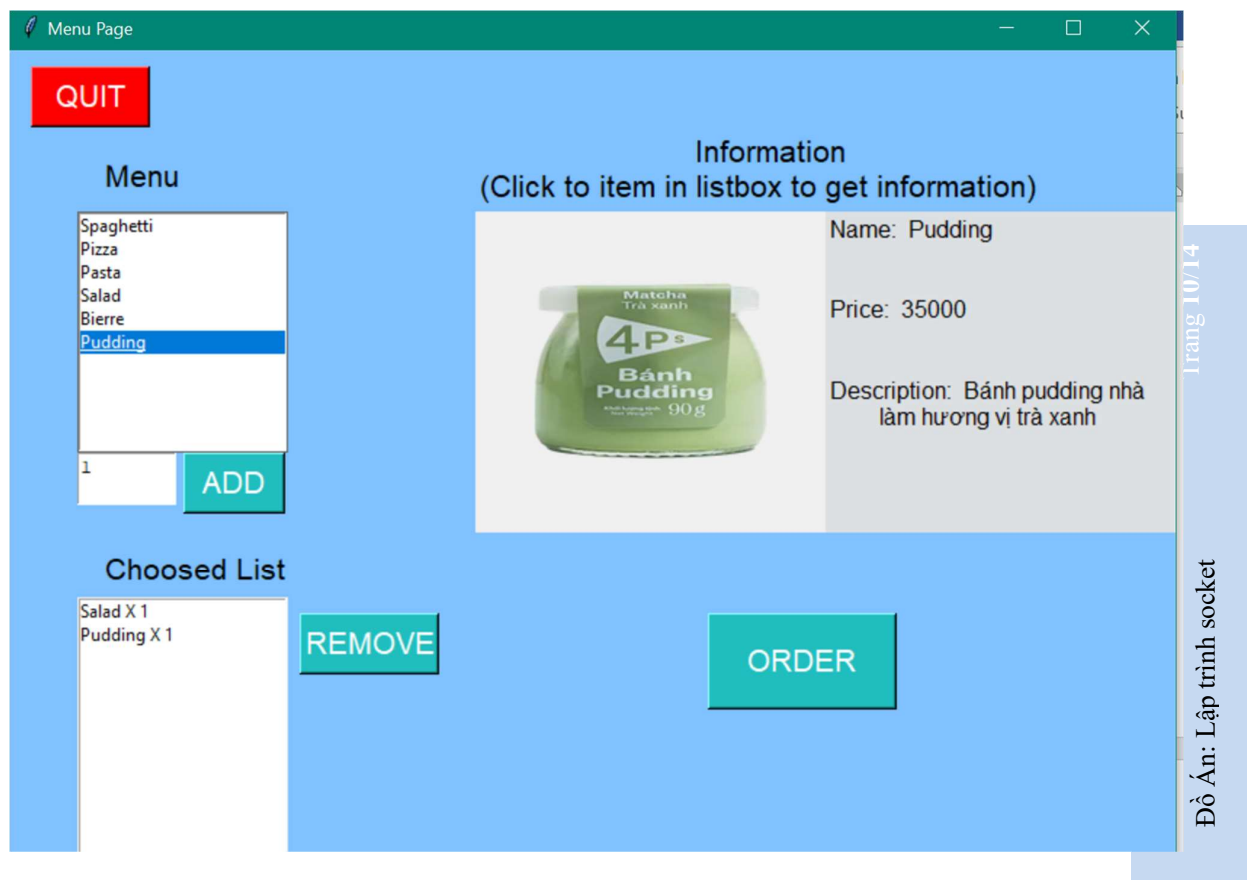 Menu Page
QUIT
Menu
Spaghetti
Pizza
Pasta
Salad
Bierre
Pudding
1
ADD
Information
(Click to item in listbox to get information)
Matcha
Trà xanh
4P's
Bánh
Pudding
90g
Name: Pudding
Price: 35000
Description: Bánh pudding nhà
làm hương vị trà xanh
Choosed List
Salad X 1
Pudding X 1
REMOVE
ORDER
Trang 10/14
Đồ Án: Lập trình socket